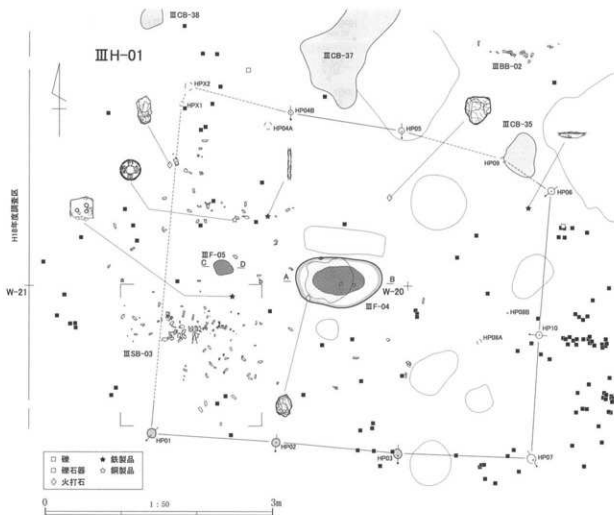 ⅢCB-38
ⅢH-01
ⅢCB-37
ⅢBB-02
HPX2
HPX1
HP04B
HP04A
HP05
ⅢCB-35
HP09
HP06
H18年度調査区
2
ⅢF-05
C
D
A
B
W-21
W-20
ⅢF-04
HP08B
HP10
HP08A
ⅢSB-03
HP01
HP02
HP03
HP07
□ 礫
★ 鉄製品
□ 礫石器
☆ 銅製品
◇ 火打石
0
1:50
3m